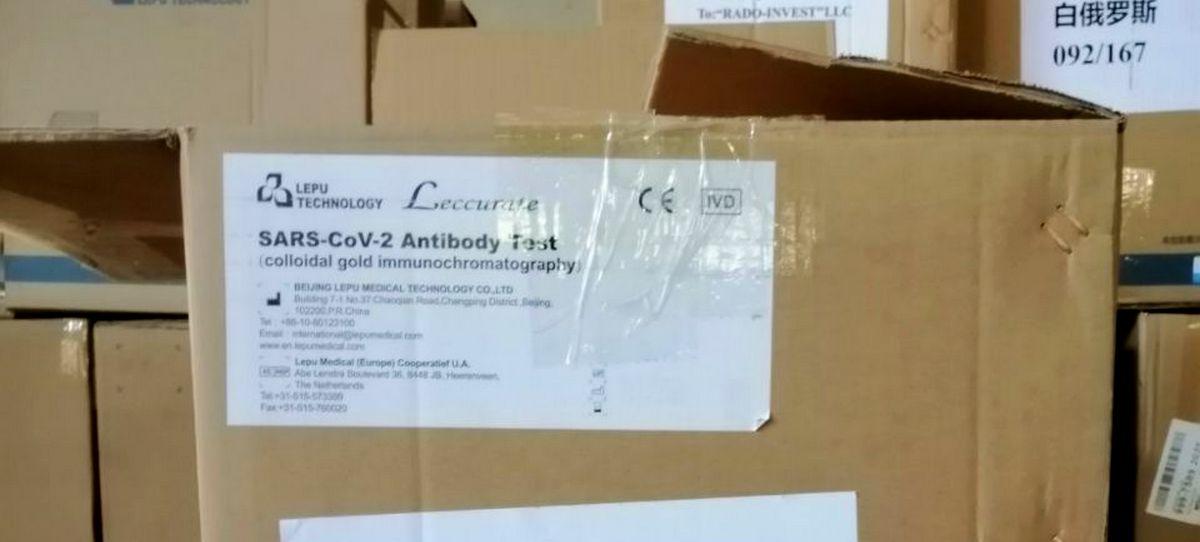 LEPU TECHNOLOGY
To:"RADO-INVEST"LLC
白俄罗斯
092/167
LEPU
TECHNOLOGY
Leccurate
CE
IVD
SARS-CoV-2 Antibody Test
(colloidal gold immunochromatography)
BEIJING LEPU MEDICAL TECHNOLOGY CO.,LTD
Building 7-1 No.37 Chaoqian Road,Changping District ,Beijing,
102200,P.R.China
Tel : +86-10-80123100
Email : international@lepumedical.com
www.en.lepumedical.com
Lepu Medical (Europe) Cooperatief U.A.
Abe Lenstra Boulevard 36, 8448 JB, Heerenveen,
The Netherlands
Tel:+31-515-573399
Fax:+31-515-760020